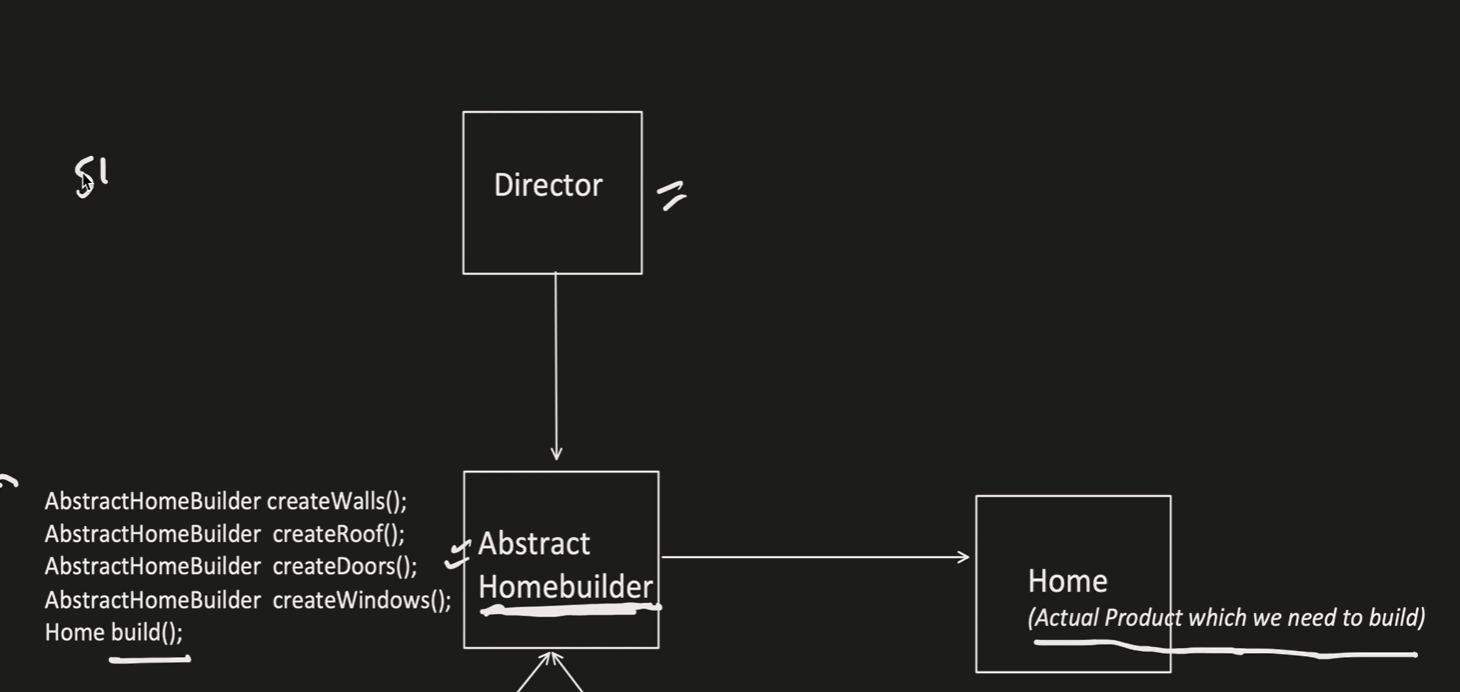 S1
Director
AbstractHomeBuilder createWalls();
AbstractHomeBuilder createRoof();
AbstractHomeBuilder createDoors();
AbstractHomeBuilder createWindows();
Home build();
Abstract
Homebuilder
Home
(Actual Product which we need to build)